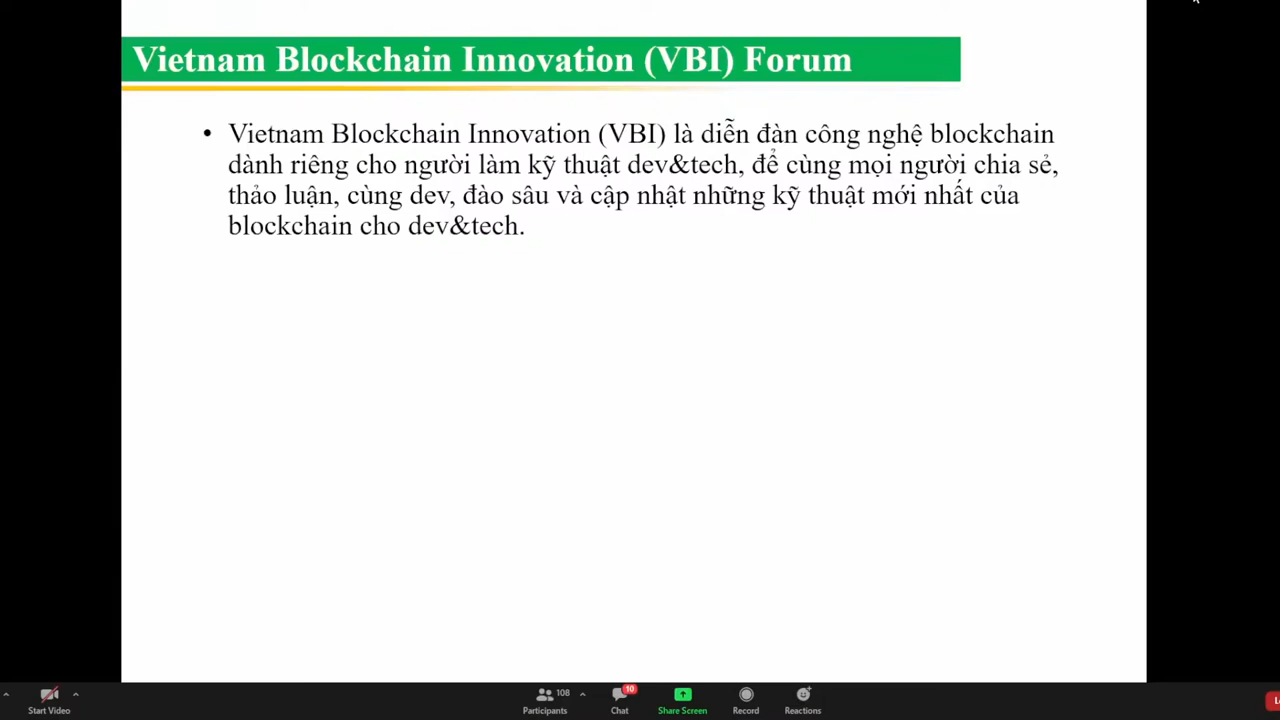 Vietnam Blockchain Innovation (VBI) Forum
• Vietnam Blockchain Innovation (VBI) là diễn đàn công nghệ blockchain
dành riêng cho người làm kỹ thuật dev&tech, để cùng mọi người chia sẻ,
thảo luận, cùng dev, đào sâu và cập nhật những kỹ thuật mới nhất của
blockchain cho dev&tech.
108
10
Start Video
Participants
Chat
Share Screen
Record
Reactions